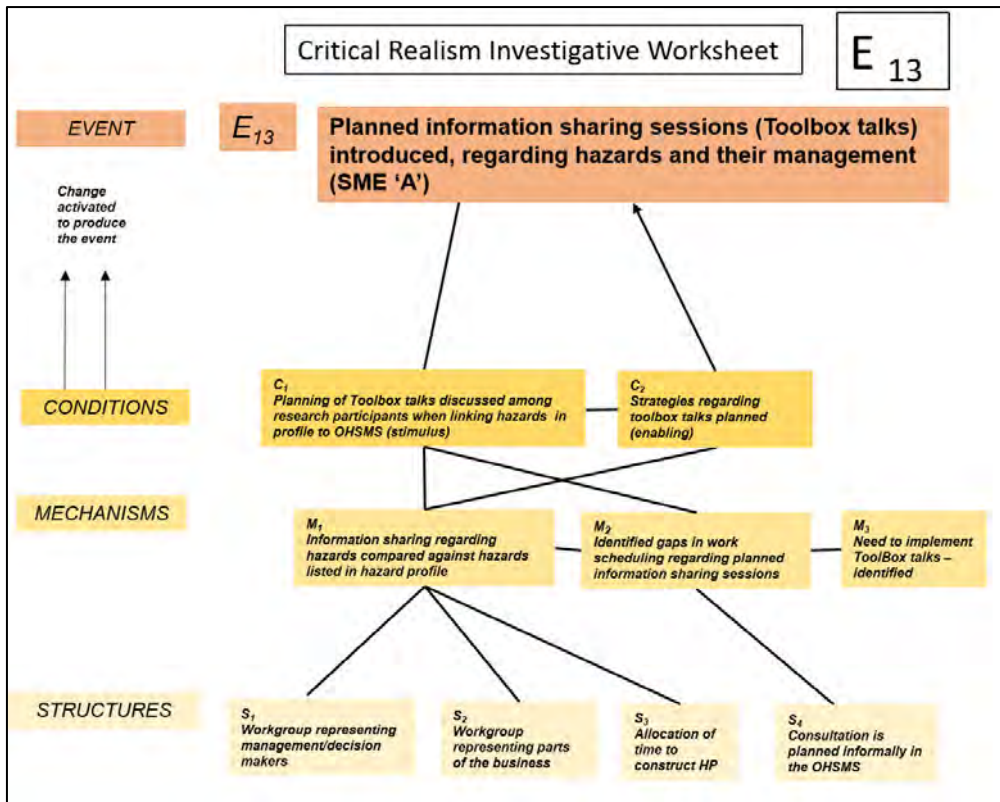 Critical Realism Investigative Worksheet
E 13
EVENT
E13
Planned information sharing sessions (Toolbox talks)
introduced, regarding hazards and their management
(SME ‘A’)
Change
activated
to produce
the event
CONDITIONS
C1
Planning of Toolbox talks discussed among
research participants when linking hazards in
profile to OHSMS (stimulus)
C2
Strategies regarding
toolbox talks planned
(enabling)
MECHANISMS
M1
Information sharing regarding
hazards compared against hazards
listed in hazard profile
M2
Identified gaps in work
scheduling regarding planned
information sharing sessions
M3
Need to implement
ToolBox talks –
identified
STRUCTURES
S1
Workgroup representing
management/decision
makers
S2
Workgroup
representing parts
of the business
S3
Allocation of
time to
construct HP
S4
Consultation is
planned informally in
the OHSMS